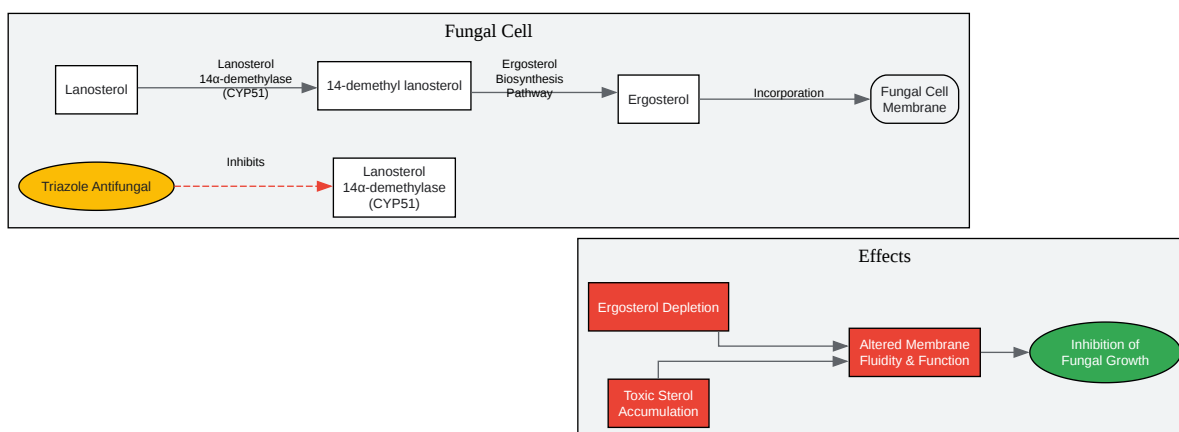 Fungal Cell
Lanosterol
Lanosterol
14α-demethylase
(CYP51)
14-demethyl lanosterol
Ergosterol
Biosynthesis
Pathway
Ergosterol
Incorporation
Fungal Cell
Membrane
Triazole Antifungal
Inhibits
Lanosterol
14α-demethylase
(CYP51)
Effects
Ergosterol Depletion
Toxic Sterol
Accumulation
Altered Membrane
Fluidity & Function
Inhibition of
Fungal Growth